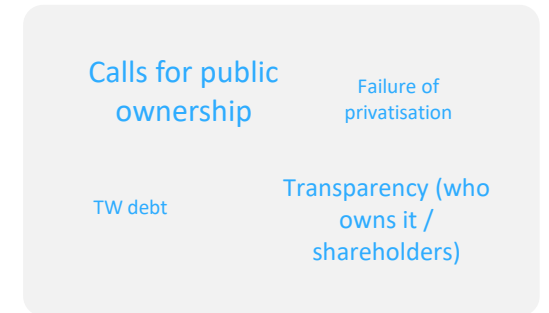 Calls for public
ownership
Failure of
privatisation
TW debt
Transparency (who
owns it /
shareholders)